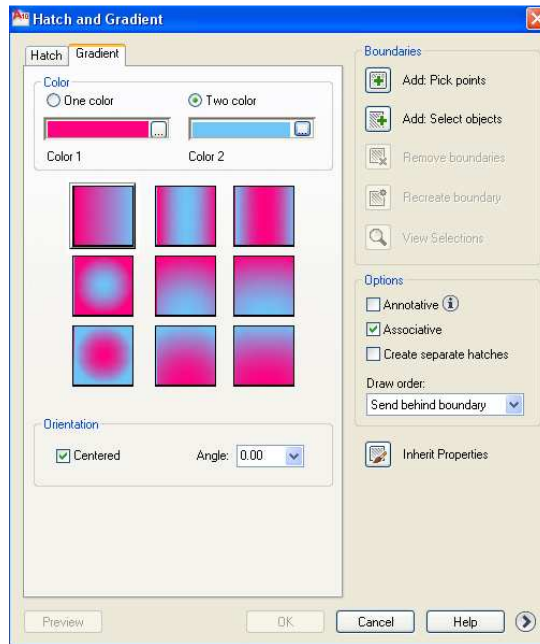 Hatch and Gradient
Hatch Gradient
Color
One color Two color
... ...
Color 1 Color 2
Orientation
Centered Angle: 0.00
Boundaries
Add: Pick points
Add: Select objects
Remove boundaries
Recreate boundary
View Selections
Options
Annotative
Associative
Create separate hatches
Draw order:
Send behind boundary
Inherit Properties
Preview OK Cancel Help